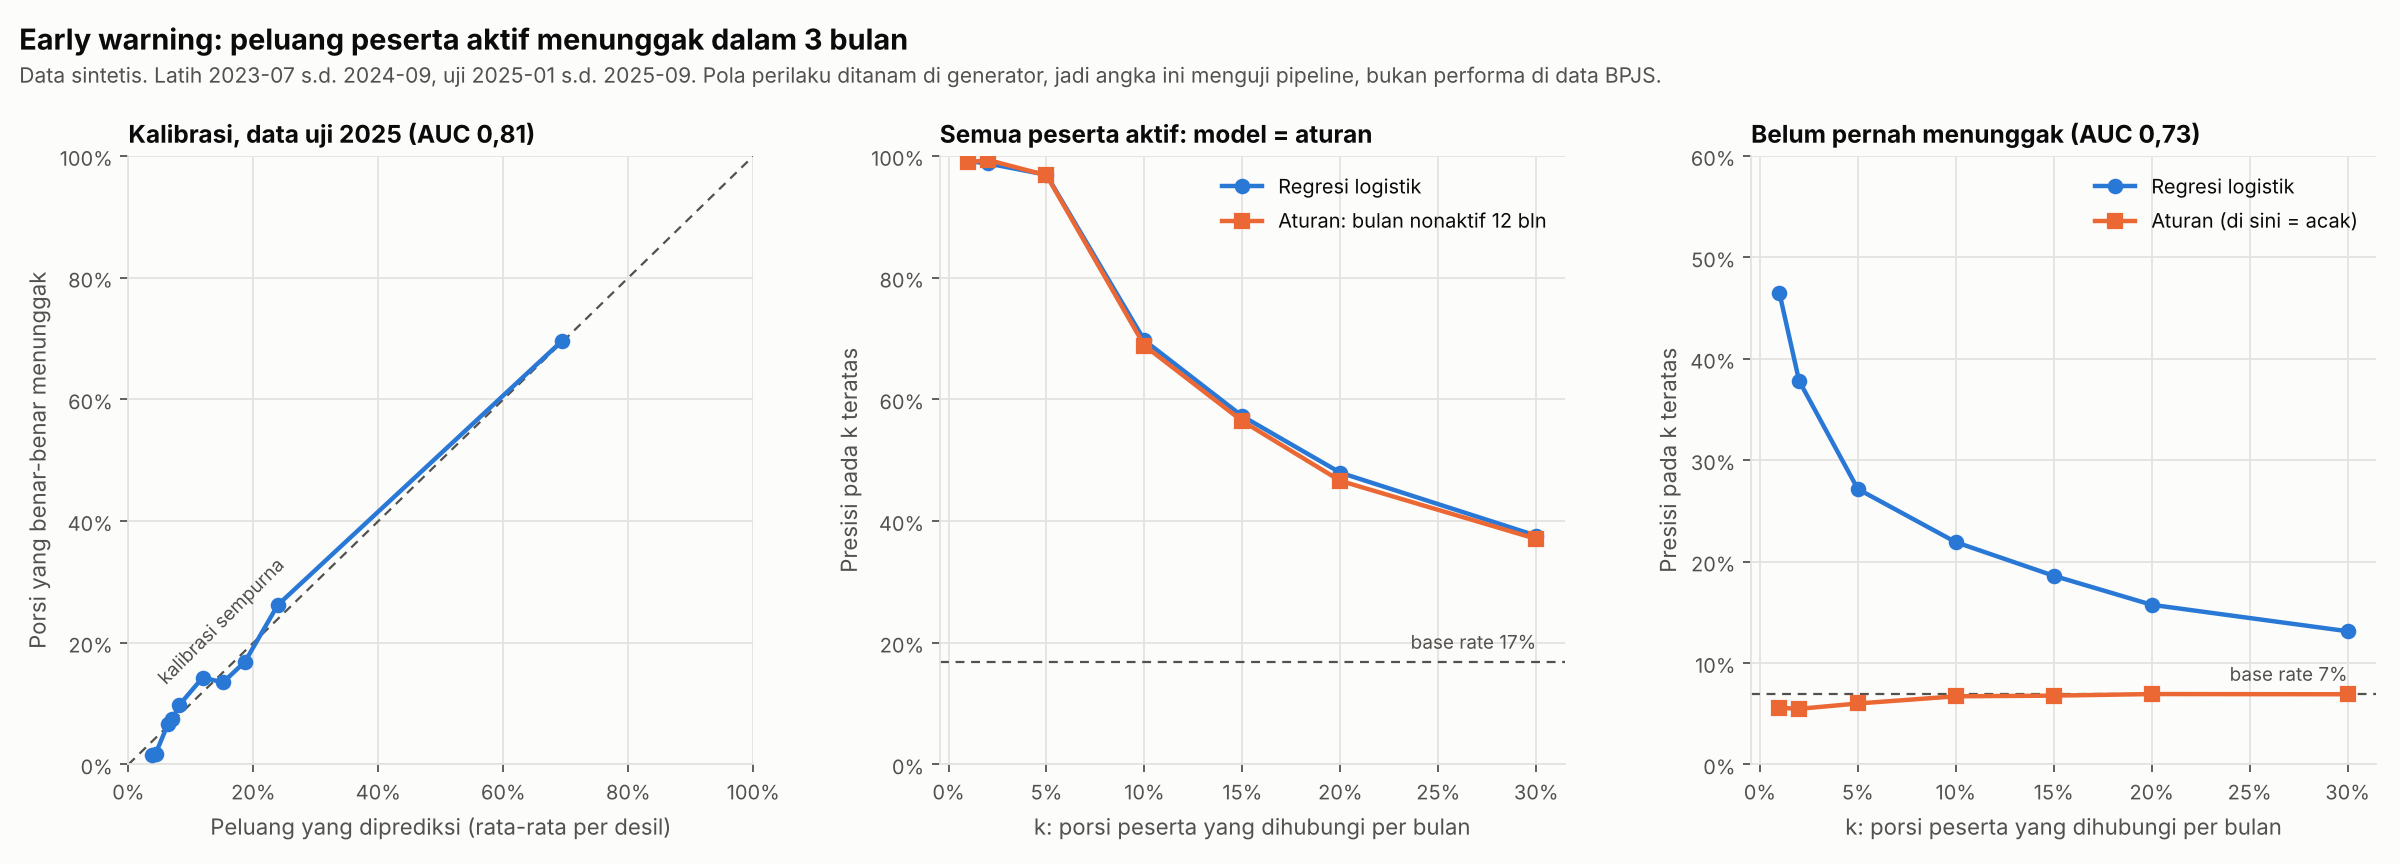 Early warning: peluang peserta aktif menunggak dalam 3 bulan
Data sintetis. Latih 2023-07 s.d. 2024-09, uji 2025-01 s.d. 2025-09. Pola perilaku ditanam di generator, jadi angka ini menguji pipeline, bukan performa di data BPJS.
Kalibrasi, data uji 2025 (AUC 0,81)
100%
80%
60%
40%
20%
0%
Porsi yang benar-benar menunggak
kalibrasi sempurna
0%
20%
40%
60%
80%
100%
Peluang yang diprediksi (rata-rata per desil)
Semua peserta aktif: model = aturan
100%
80%
60%
40%
20%
0%
Presisi pada k teratas
Regresi logistik
Aturan: bulan nonaktif 12 bln
base rate 17%
0%
5%
10%
15%
20%
25%
30%
k: porsi peserta yang dihubungi per bulan
Belum pernah menunggak (AUC 0,73)
60%
50%
40%
30%
20%
10%
0%
Presisi pada k teratas
Regresi logistik
Aturan (di sini = acak)
base rate 7%
0%
5%
10%
15%
20%
25%
30%
k: porsi peserta yang dihubungi per bulan